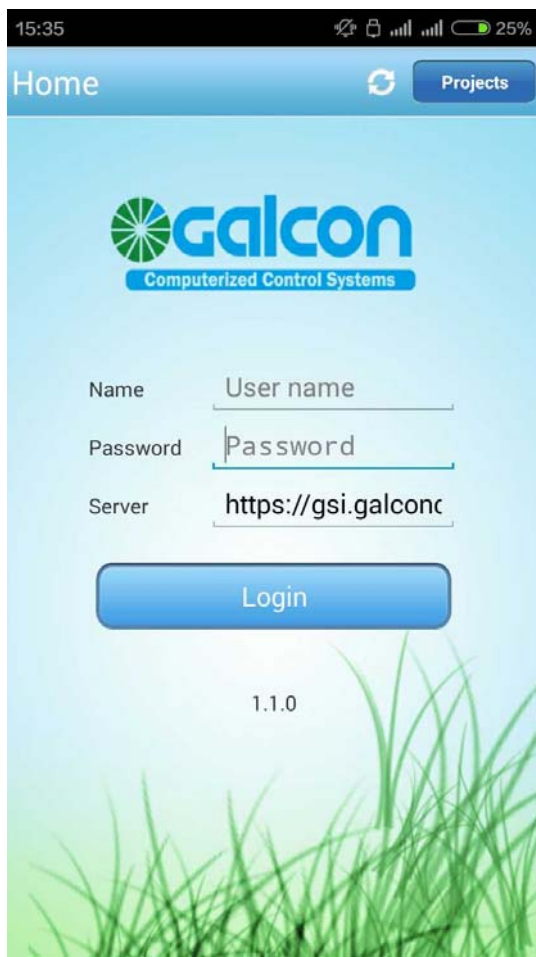 15:35 25%
Home Projects
Galcon
Computerized Control Systems
Name User name
Password Password
Server https://gsi.galcon
Login
1.1.0